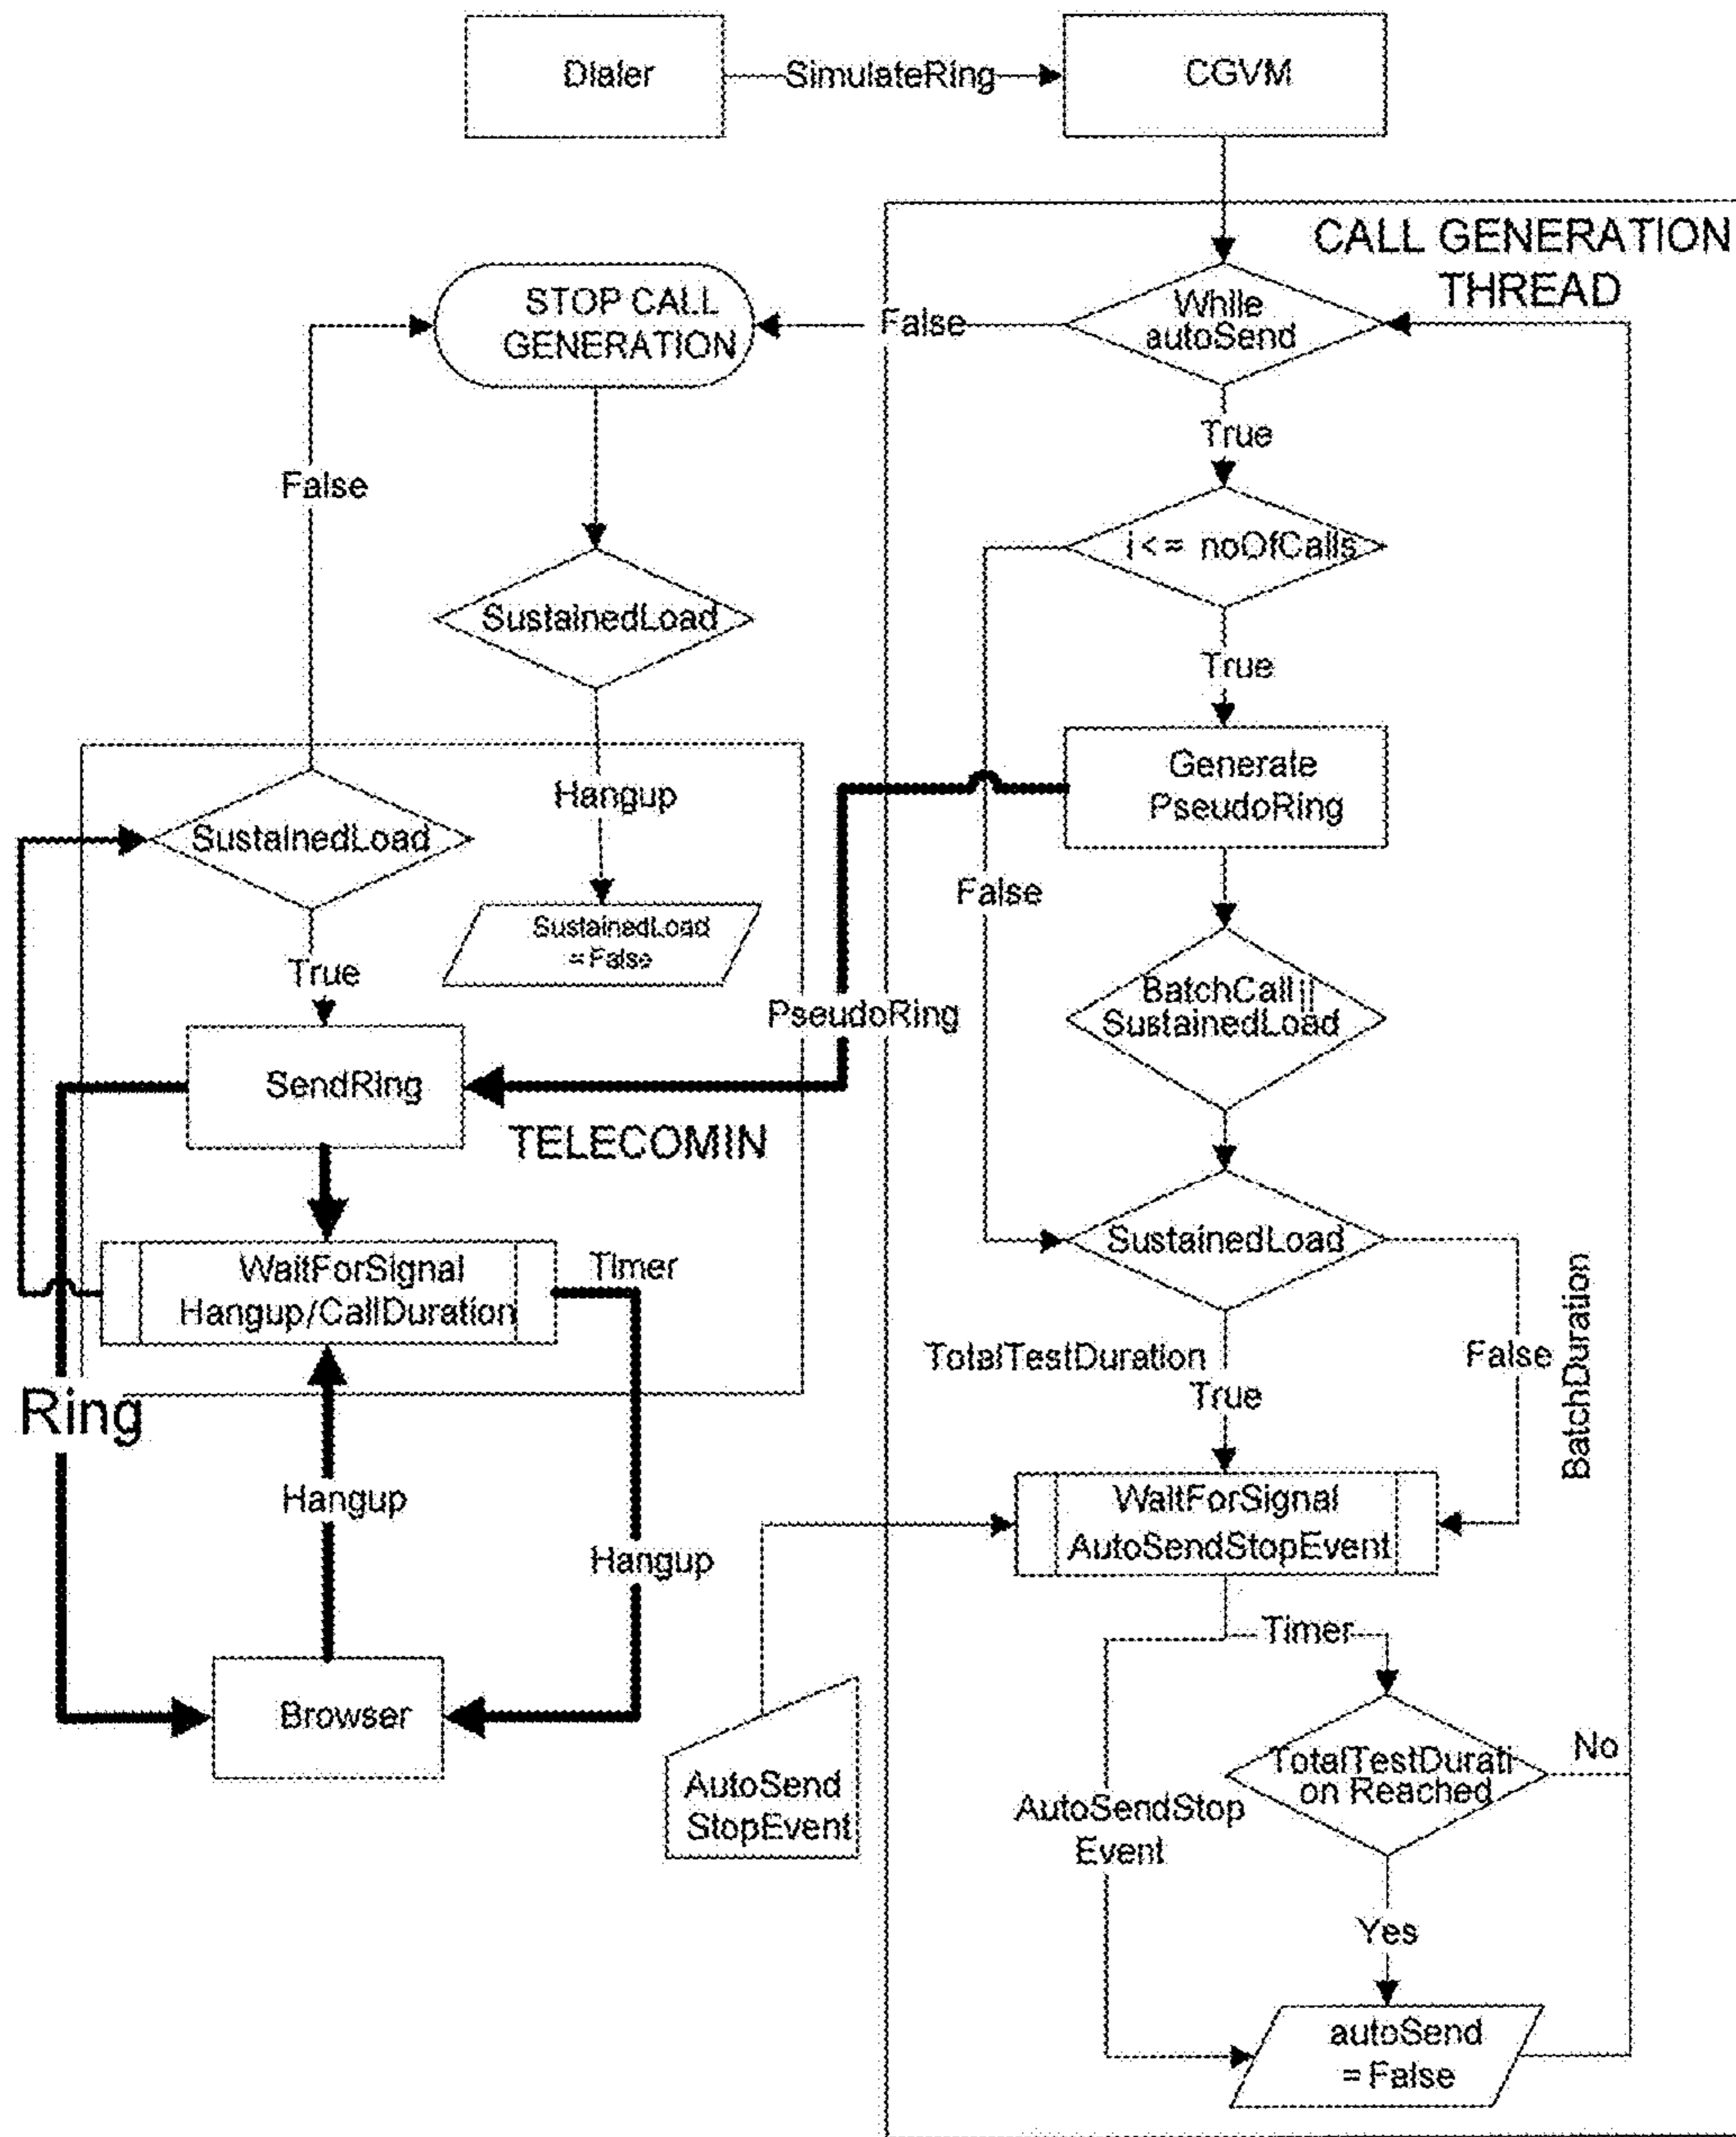 Dialer
SimulateRing
CGVM
CALL GENERATION
THREAD
STOP CALL
GENERATION
False
While
autoSend
True
False
i<= noOfCalls
SustainedLoad
True
Generate
PseudoRing
Hangup
SustainedLoad
False
SustainedLoad
= False
True
BatchCall||
SustainedLoad
PseudoRing
SendRing
TELECOMIN
WaitForSignal
Hangup/CallDuration
Timer
SustainedLoad
TotalTestDuration
True
False
BatchDuration
Ring
Hangup
Hangup
WaitForSignal
AutoSendStopEvent
Timer
Browser
AutoSend
StopEvent
AutoSendStop
Event
TotalTestDurati
on Reached
No
Yes
autoSend
= False